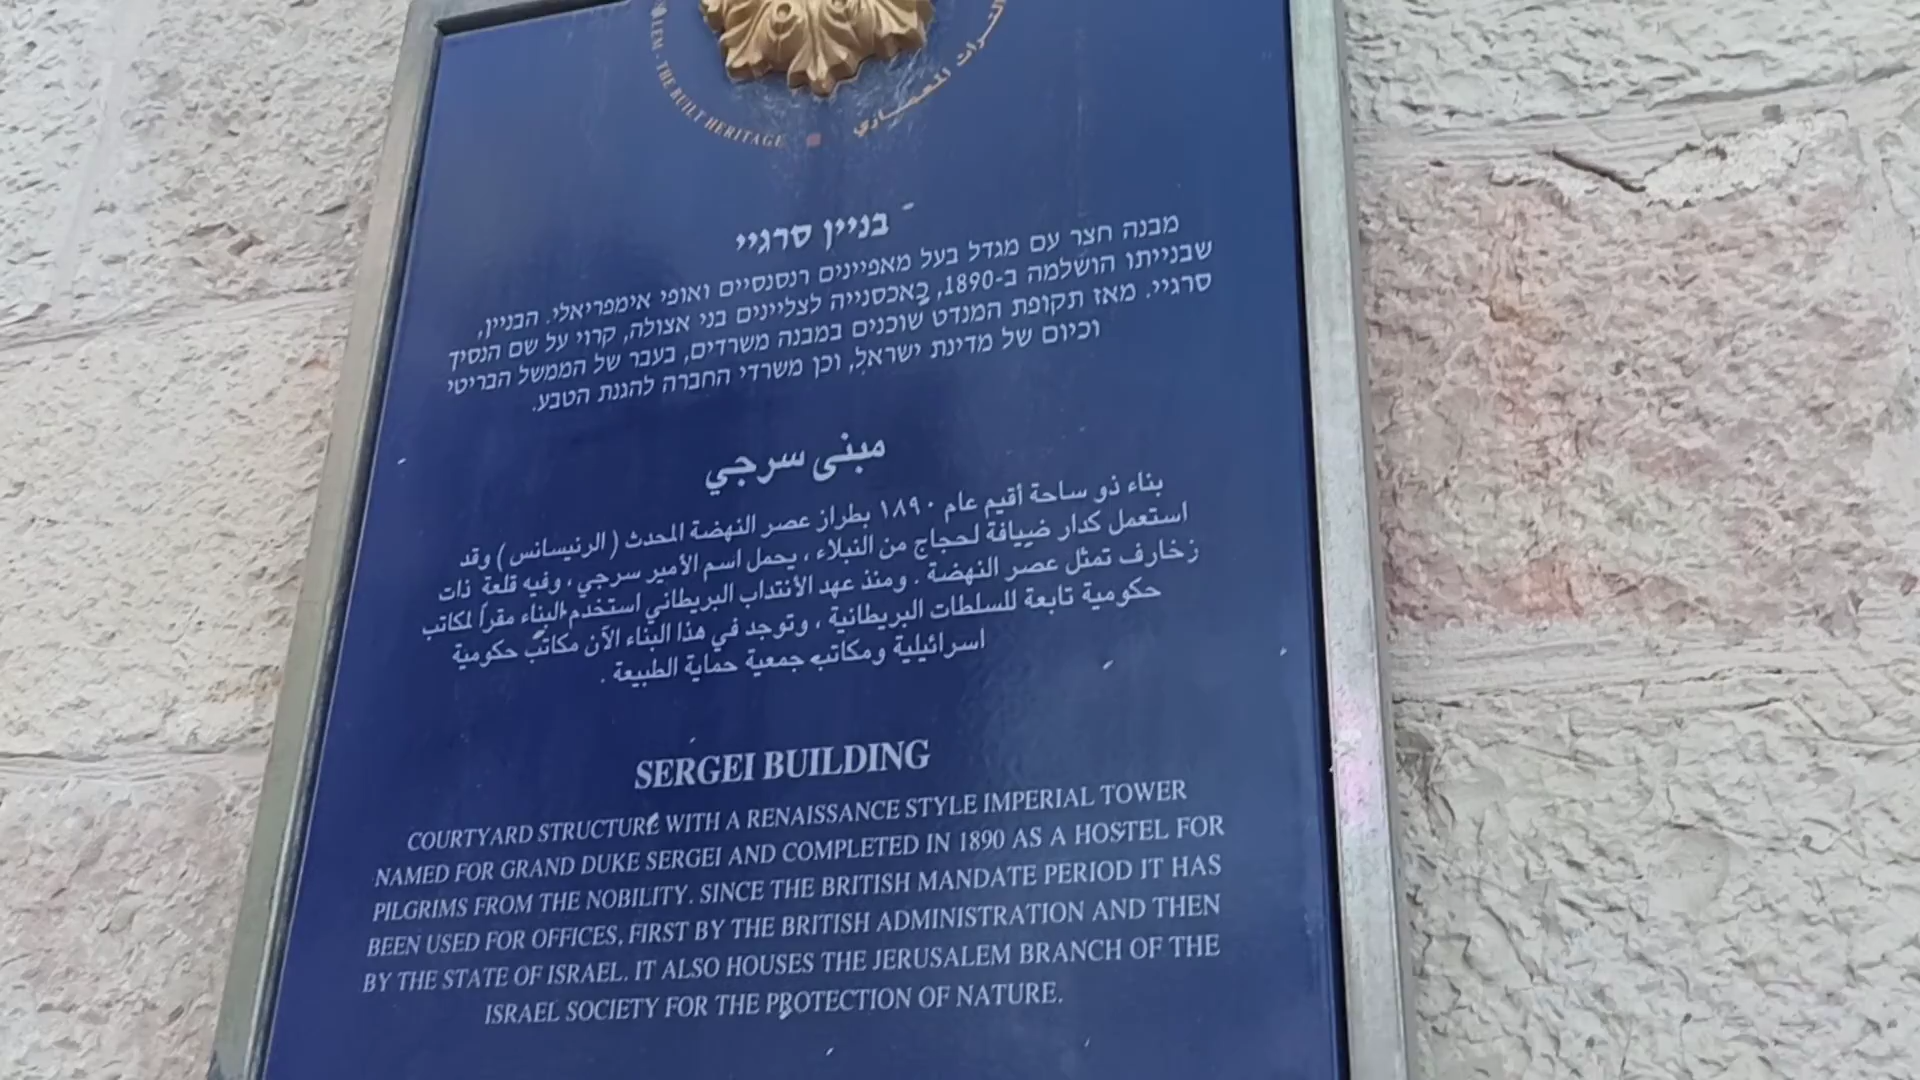 LEM · THE BUILT HERITAGE
التراث المعماري
בניין סרגיי
מבנה חצר עם מגדל בעל מאפיינים רנסנסיים ואופי אימפריאלי. הבניין,
שבנייתו הושלמה ב-1890, כאכסנייה לצליינים בני אצולה, קרוי על שם הנסיך
סרגיי. מאז תקופת המנדט שוכנים במבנה משרדים, בעבר של הממשל הבריטי
וכיום של מדינת ישראל, וכן משרדי החברה להגנת הטבע.
مبنى سرجي
بناء ذو ساحة أقيم عام ١٨٩٠ بطراز عصر النهضة المحدث (الرنيسانس) وقد
استعمل كدار ضييافة لحجاج من النبلاء ، يحمل اسم الأمير سرجي ، وفيه قلعة ذات
زخارف تمثل عصر النهضة . ومنذ عهد الأنتداب البريطاني استخدم البناء مقراً لمكاتب
حكومية تابعة للسلطات البريطانية ، وتوجد في هذا البناء الآن مكاتب حكومية
اسرائيلية ومكاتب جمعية حماية الطبيعة .
SERGEI BUILDING
COURTYARD STRUCTURE WITH A RENAISSANCE STYLE IMPERIAL TOWER
NAMED FOR GRAND DUKE SERGEI AND COMPLETED IN 1890 AS A HOSTEL FOR
PILGRIMS FROM THE NOBILITY. SINCE THE BRITISH MANDATE PERIOD IT HAS
BEEN USED FOR OFFICES, FIRST BY THE BRITISH ADMINISTRATION AND THEN
BY THE STATE OF ISRAEL. IT ALSO HOUSES THE JERUSALEM BRANCH OF THE
ISRAEL SOCIETY FOR THE PROTECTION OF NATURE.